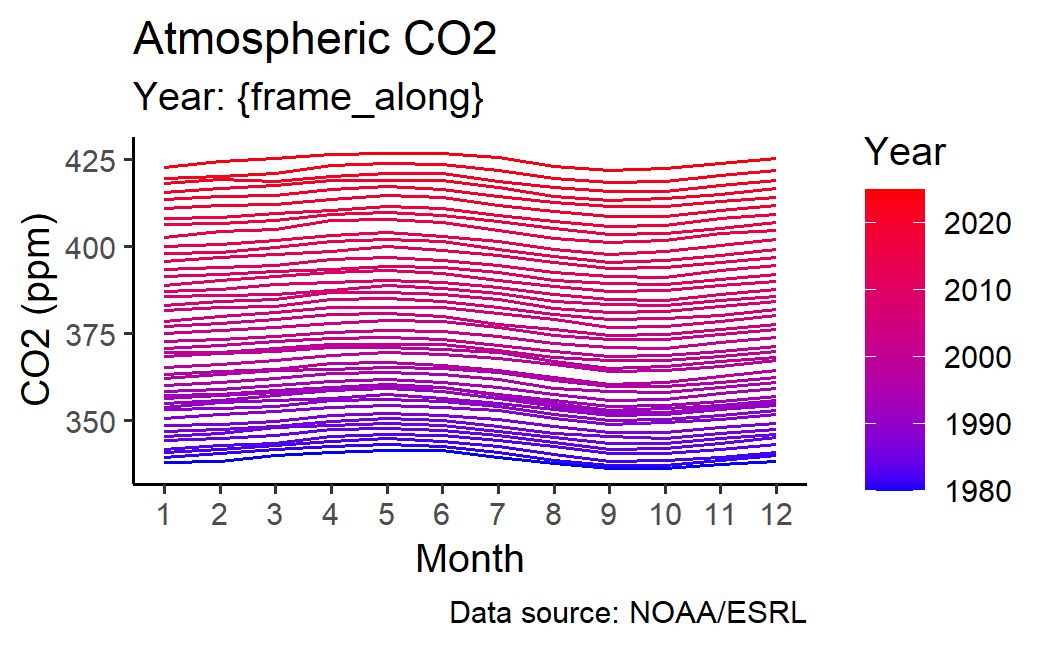 Atmospheric CO2
Year: {frame_along}
CO2 (ppm)
425
400
375
350
1 2 3 4 5 6 7 8 9 10 11 12
Month
Year
2020
2010
2000
1990
1980
Data source: NOAA/ESRL